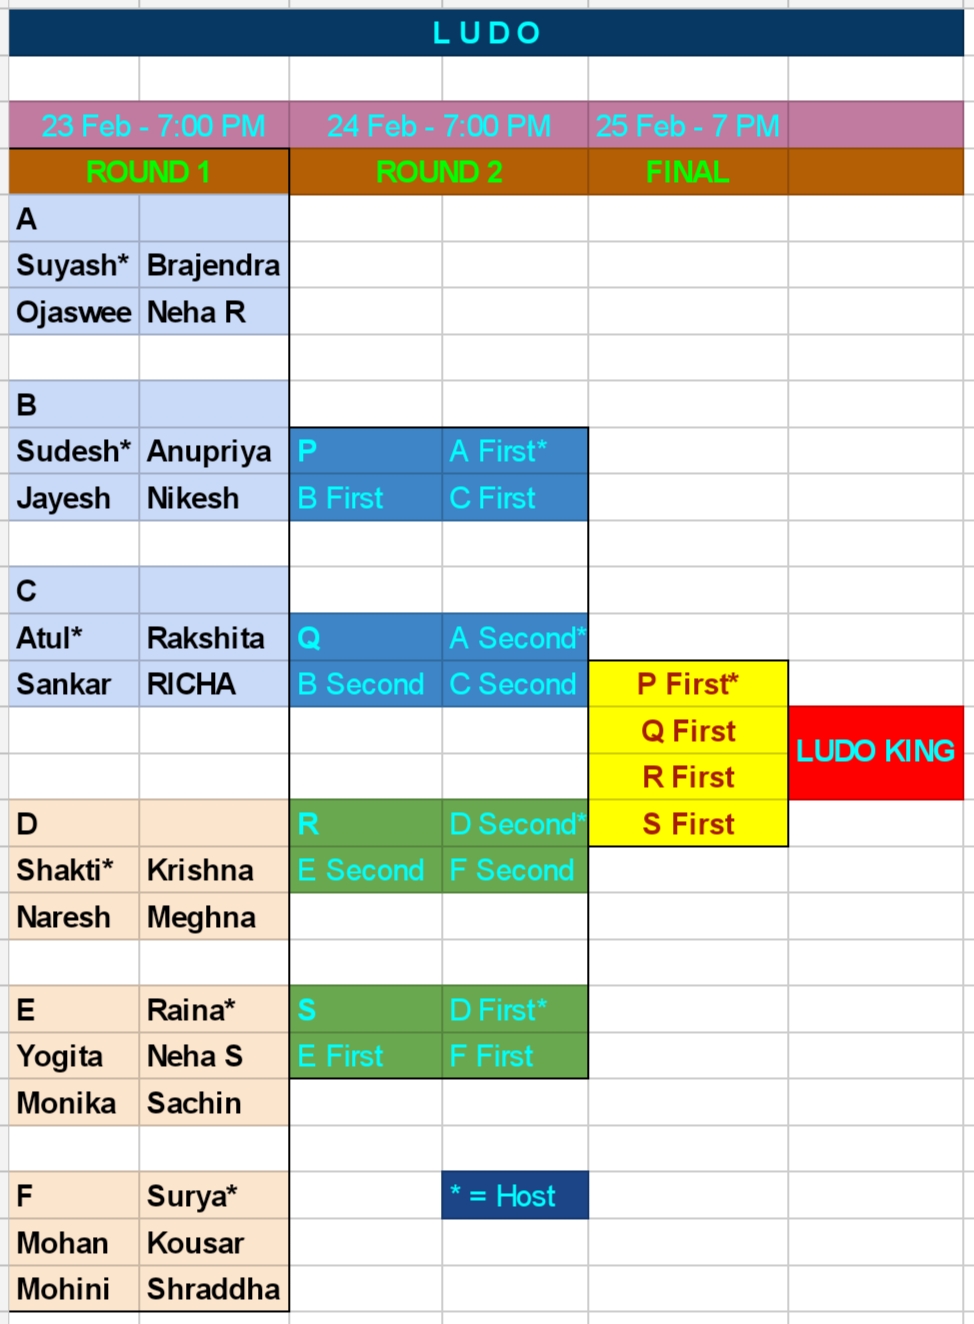 LUDO
23 Feb - 7:00 PM 24 Feb - 7:00 PM 25 Feb - 7 PM
ROUND 1 ROUND 2 FINAL
A
Suyash* Brajendra
Ojaswee Neha R
B
Sudesh* Anupriya P A First*
Jayesh Nikesh B First C First
C
Atul* Rakshita Q A Second*
Sankar RICHA B Second C Second P First*
Q First
LUDO KING
R First
D R D Second* S First
Shakti* Krishna E Second F Second
Naresh Meghna
E Raina* S D First*
Yogita Neha S E First F First
Monika Sachin
F Surya* * = Host
Mohan Kousar
Mohini Shraddha